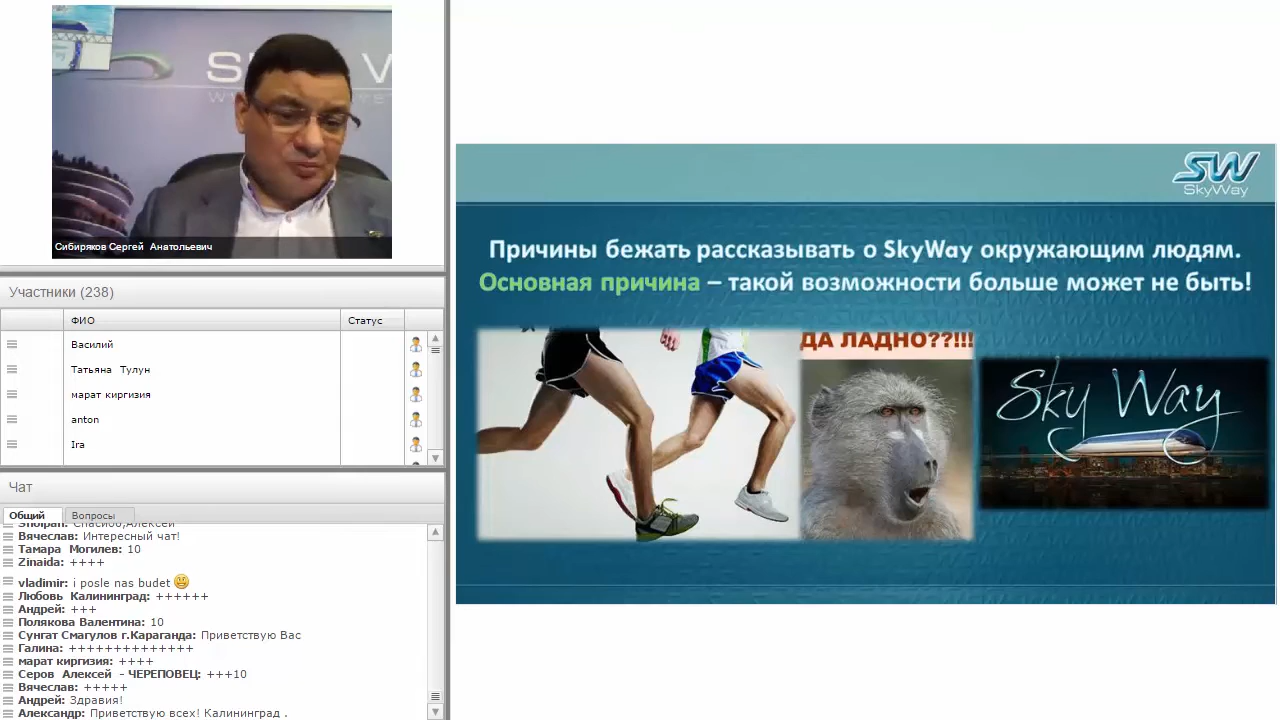 Сибиряков Сергей Анатольевич
Участники (238)
ФИО
Статус
Василий
Татьяна Тулун
марат киргизия
anton
Ira
Чат
Общий
Вопросы
Sholpan: Спасибо,Алексей
Вячеслав: Интересный чат!
Тамара Могилев: 10
Zinaida: ++++
vladimir: i posle nas budet
Любовь Калининград: ++++++
Андрей: +++
Полякова Валентина: 10
Сунгат Смагулов г.Караганда: Приветствую Вас
Галина: ++++++++++++++
марат киргизия: ++++
Серов Алексей - ЧЕРЕПОВЕЦ: +++10
Вячеслав: +++++
Андрей: Здравия!
Александр: Приветствую всех! Калининград .
SW
SkyWay
Причины бежать рассказывать о SkyWay окружающим людям.
Основная причина – такой возможности больше может не быть!
ДА ЛАДНО??!!!
Sky Way